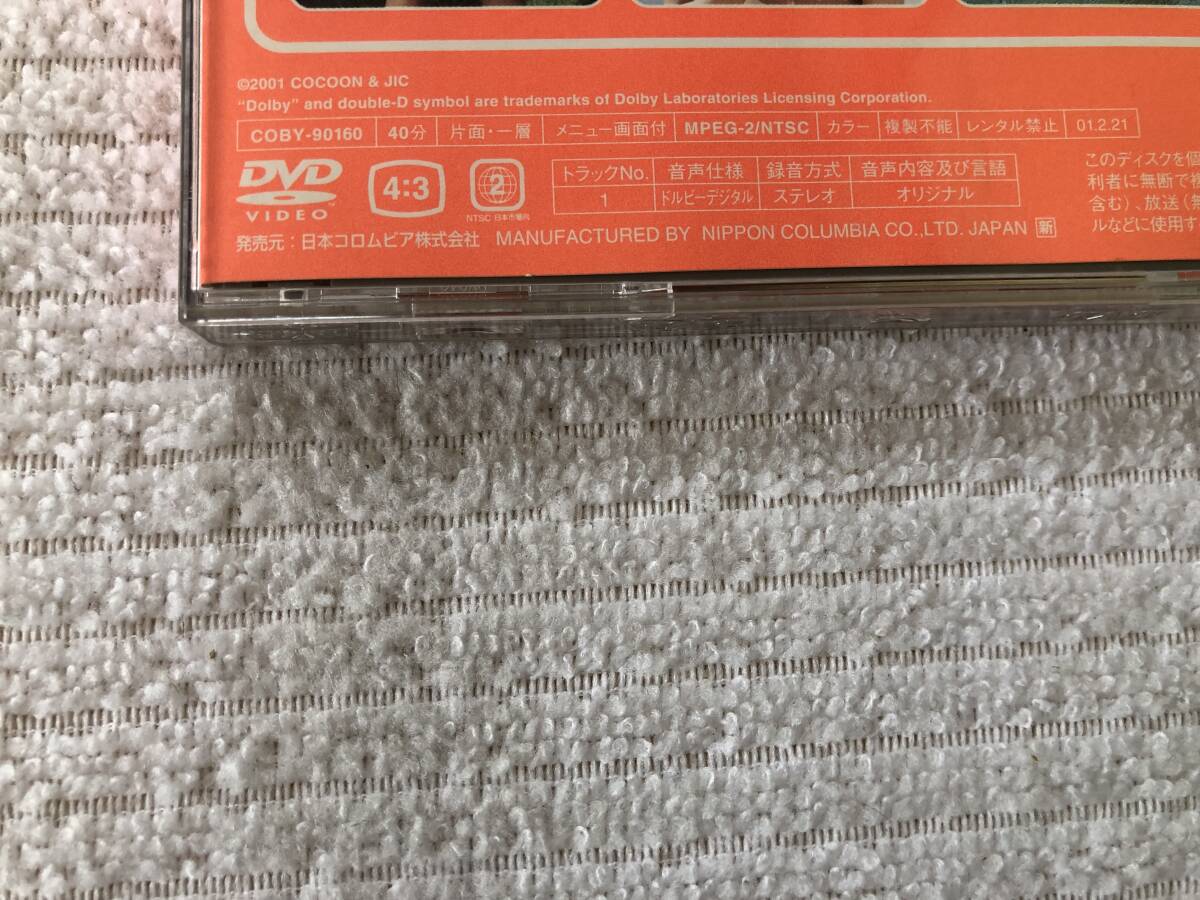 ©2001 COCOON & JIC
"Dolby" and double-D symbol are trademarks of Dolby Laboratories Licensing Corporation.
COBY-90160 40分 片面・一層 メニュー画面付 MPEG-2/NTSC カラー 複製不能 レンタル禁止 01.2.21
DVD
VIDEO
4:3
2
NTSC 日本市場向
トラックNo. 音声仕様 録音方式 音声内容及び言語
1 ドルビーデジタル ステレオ オリジナル
このディスクを個
利者に無断で複
含む)、放送(無
ルなどに使用す
発売元:日本コロムビア株式会社 MANUFACTURED BY NIPPON COLUMBIA CO.,LTD. JAPAN 新